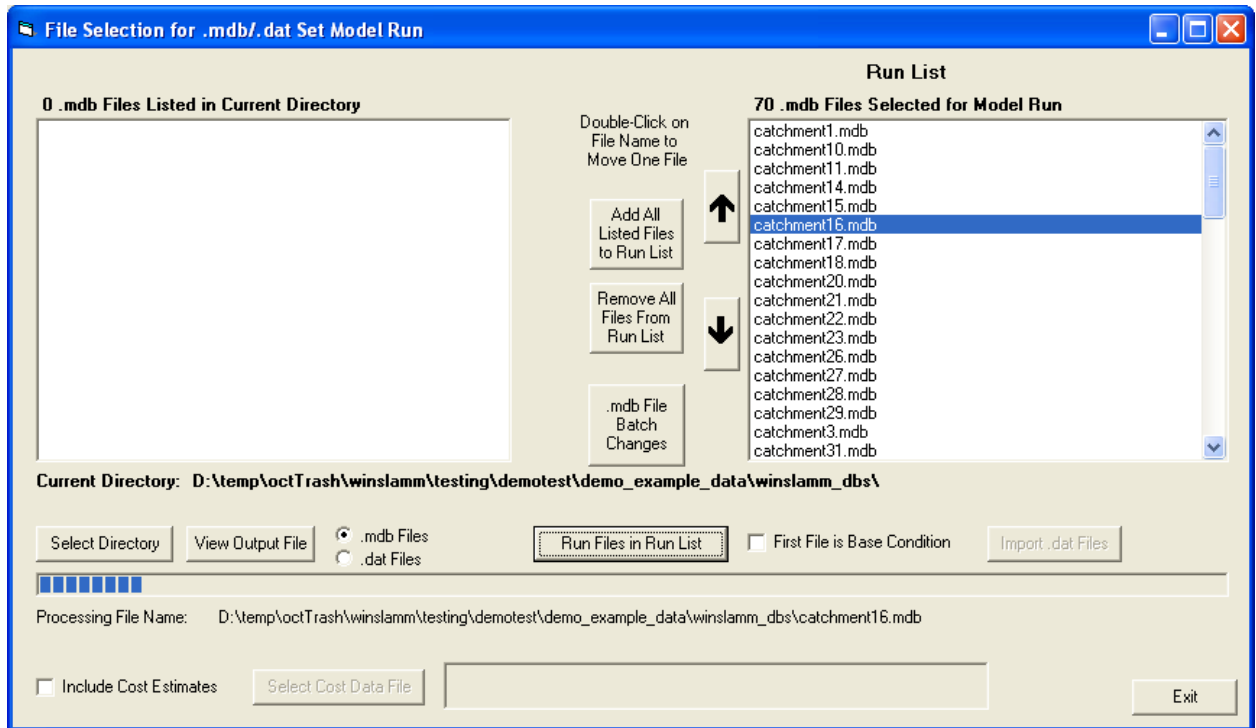 File Selection for .mdb/.dat Set Model Run
Run List
0 .mdb Files Listed in Current Directory
70 .mdb Files Selected for Model Run
Double-Click on
File Name to
Move One File
Add All
Listed Files
to Run List
Remove All
Files From
Run List
.mdb File
Batch
Changes
catchment1.mdb
catchment10.mdb
catchment11.mdb
catchment14.mdb
catchment15.mdb
catchment16.mdb
catchment17.mdb
catchment18.mdb
catchment20.mdb
catchment21.mdb
catchment22.mdb
catchment23.mdb
catchment26.mdb
catchment27.mdb
catchment28.mdb
catchment29.mdb
catchment3.mdb
catchment31.mdb
Current Directory: D:\temp\octTrash\winslamm\testing\demotest\demo_example_data\winslamm_dbs\
Select Directory
View Output File
.mdb Files
.dat Files
Run Files in Run List
First File is Base Condition
Import .dat Files
Processing File Name: D:\temp\octTrash\winslamm\testing\demotest\demo_example_data\winslamm_dbs\catchment16.mdb
Include Cost Estimates
Select Cost Data File
Exit